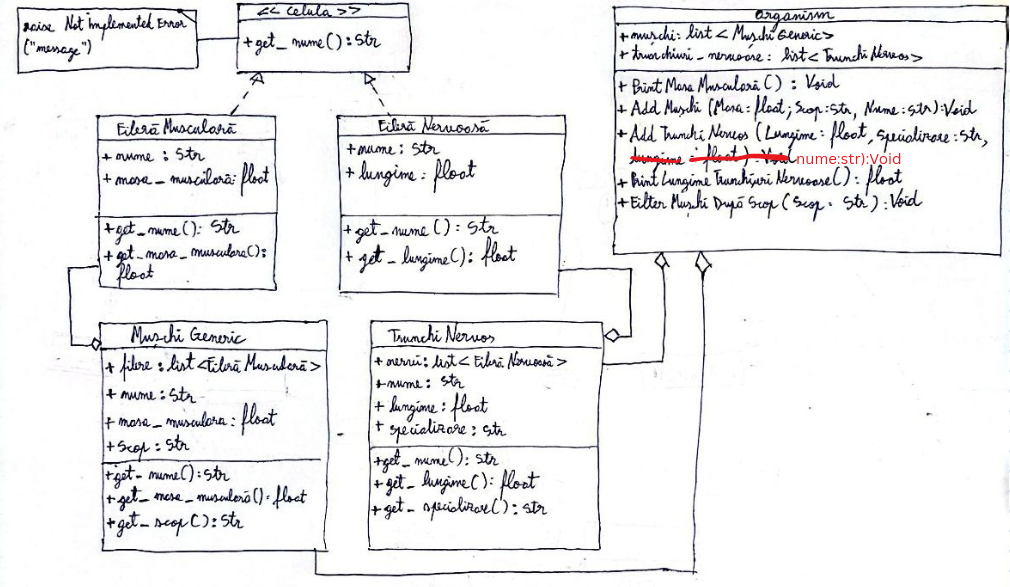 raise Not Implemented Error
("message")
<< Celula >>
+ get_nume() : Str
Organism
+ mușchi: list < Mușchi Generic>
+ trunchiuri_nervoase: list<Trunchi Nervos>
+ Print Masa Musculară() : Void
+ Add Mușchi (Masa: float; Scop: str, Nume: str): Void
+ Add Trunchi Nervos (Lungime: float, Specializare: Str,
lungime : float) : Void nume:str):Void
+ Print Lungime Trunchiuri Nervoase() : float
+ Filter Mușchi După Scop (Scop: Str) : Void
Fibră Musculară
+ nume : Str
+ masa_musculară: float
+ get_nume(): Str
+ get_masa_musculara():
float
Fibră Nervoasă
+ nume : Str
+ lungime : float
+ get_nume() : Str
+ get_lungime(): float
Mușchi Generic
+ fibre : list <Fibră Musculară>
+ nume : Str
+ masa_musculara : float
+ Scop : Str
+ get_nume() : Str
+ get_masa_musculară(): float
+ get_scop() : Str
Trunchi Nervos
+ nervi: list < Fibră Nervoasă>
+ nume : Str
+ lungime : float
+ specializare : Str
+ get_nume() : Str
+ get_lungime() : float
+ get_specializare() : Str